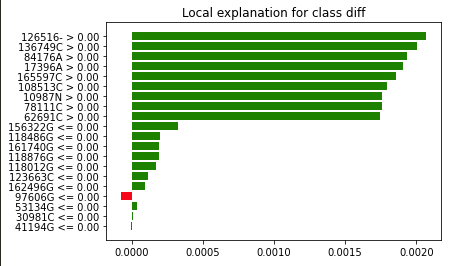 Local explanation for class diff
126516- > 0.00
136749C > 0.00
84176A > 0.00
17396A > 0.00
165597C > 0.00
108513C > 0.00
10987N > 0.00
78111C > 0.00
62691C > 0.00
156322G <= 0.00
118486G <= 0.00
161740G <= 0.00
118876G <= 0.00
118012G <= 0.00
123663C <= 0.00
162496G <= 0.00
97606G <= 0.00
53134G <= 0.00
30981C <= 0.00
41194G <= 0.00
0.0000 0.0005 0.0010 0.0015 0.0020